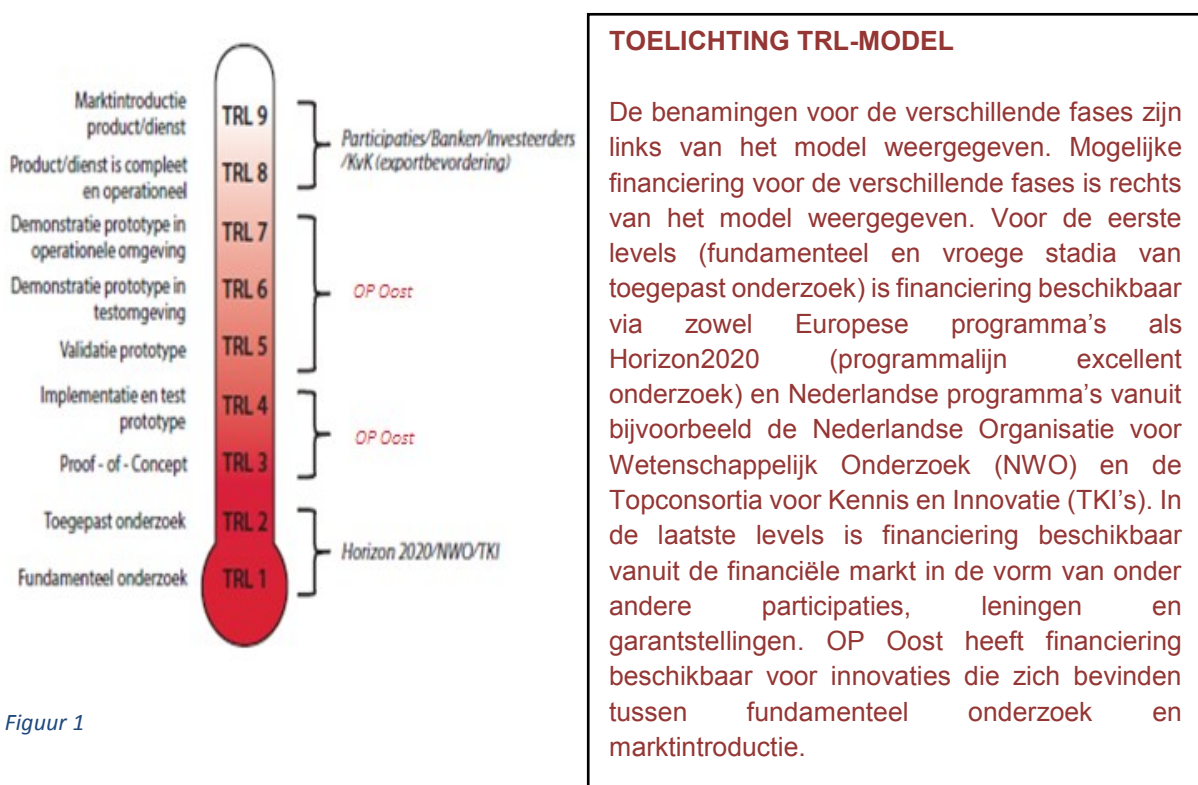 Marktintroductie
product/dienst
TRL 9
Participaties/Banken/Investeerders
/KvK (exportbevordering)
Product/dienst is compleet
en operationeel
TRL 8
Demonstratie prototype in
operationele omgeving
TRL 7
Demonstratie prototype in
testomgeving
TRL 6
OP Oost
Validatie prototype
TRL 5
Implementatie en test
prototype
TRL 4
OP Oost
Proof - of - Concept
TRL 3
Toegepast onderzoek
TRL 2
Horizon 2020/NWO/TKI
Fundamenteel onderzoek
TRL 1
Figuur 1
TOELICHTING TRL-MODEL
De benamingen voor de verschillende fases zijn
links van het model weergegeven. Mogelijke
financiering voor de verschillende fases is rechts
van het model weergegeven. Voor de eerste
levels (fundamenteel en vroege stadia van
toegepast onderzoek) is financiering beschikbaar
via zowel Europese programma's als
Horizon2020 (programmalijn excellent
onderzoek) en Nederlandse programma's vanuit
bijvoorbeeld de Nederlandse Organisatie voor
Wetenschappelijk Onderzoek (NWO) en de
Topconsortia voor Kennis en Innovatie (TKI's). In
de laatste levels is financiering beschikbaar
vanuit de financiële markt in de vorm van onder
andere participaties, leningen en
garantstellingen. OP Oost heeft financiering
beschikbaar voor innovaties die zich bevinden
tussen fundamenteel onderzoek en
marktintroductie.